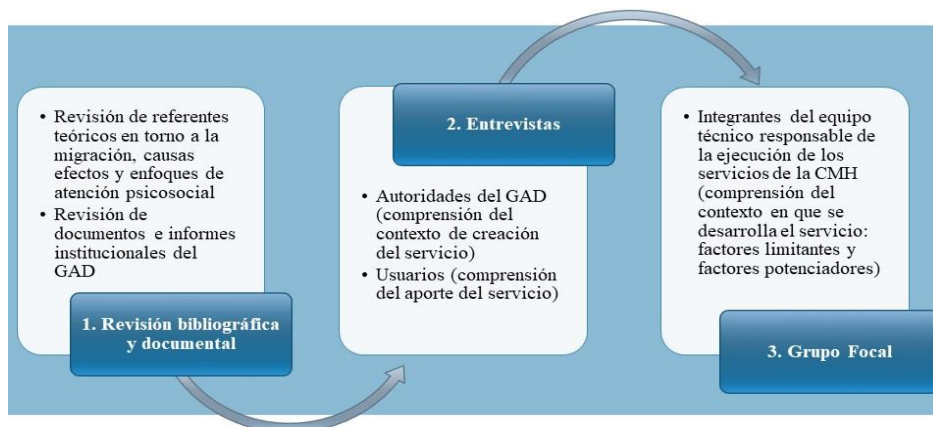 • Revisión de referentes
teóricos en torno a la
migración, causas
efectos y enfoques de
atención psicosocial
• Revisión de
documentos e informes
institucionales del
GAD
1. Revisión bibliográfica
y documental
2. Entrevistas
• Autoridades del GAD
(comprensión del
contexto de creación
del servicio)
• Usuarios (comprensión
del aporte del servicio)
• Integrantes del equipo
técnico responsable de
la ejecución de los
servicios de la CMH
(comprensión del
contexto en que se
desarrolla el servicio:
factores limitantes y
factores potenciadores)
3. Grupo Focal